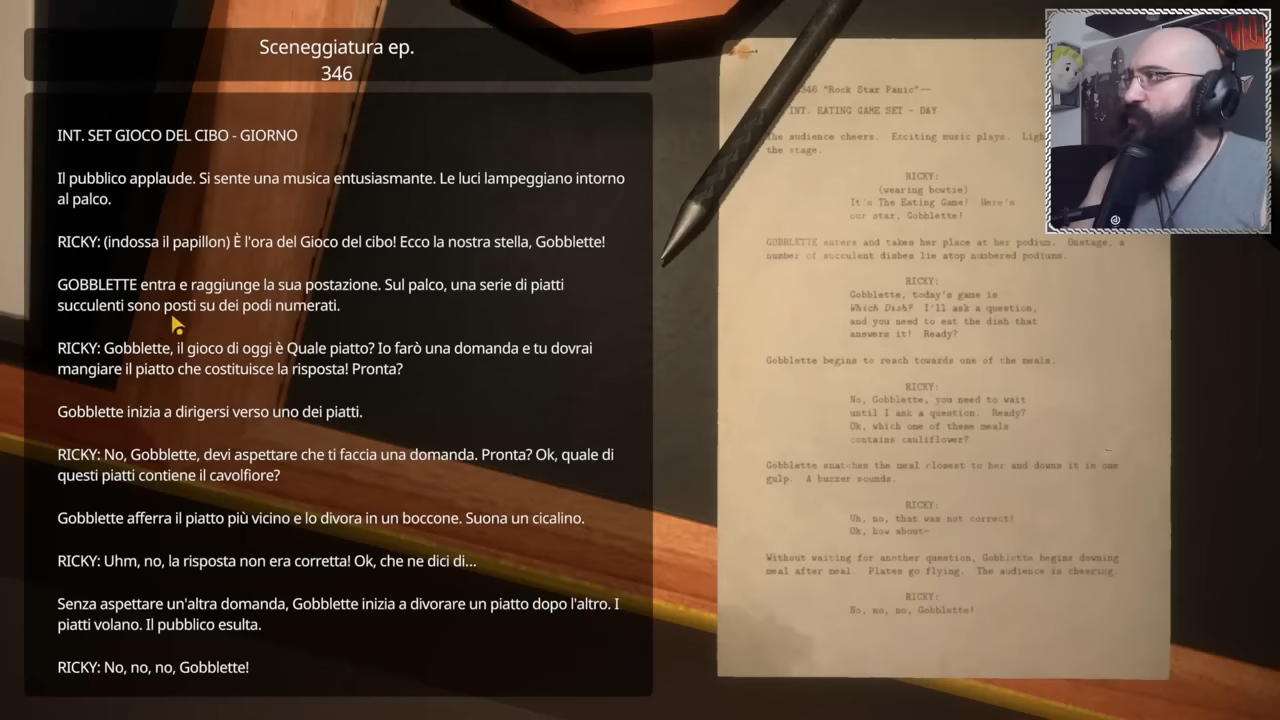 Sceneggiatura ep.
346
INT. SET GIOCO DEL CIBO - GIORNO
Il pubblico applaude. Si sente una musica entusiasmante. Le luci lampeggiano intorno
al palco.
RICKY: (indossa il papillon) È l'ora del Gioco del cibo! Ecco la nostra stella, Gobblette!
GOBBLETTE entra e raggiunge la sua postazione. Sul palco, una serie di piatti
succulenti sono posti su dei podi numerati.
RICKY: Gobblette, il gioco di oggi è Quale piatto? Io farò una domanda e tu dovrai
mangiare il piatto che costituisce la risposta! Pronta?
Gobblette inizia a dirigersi verso uno dei piatti.
RICKY: No, Gobblette, devi aspettare che ti faccia una domanda. Pronta? Ok, quale di
questi piatti contiene il cavolfiore?
Gobblette afferra il piatto più vicino e lo divora in un boccone. Suona un cicalino.
RICKY: Uhm, no, la risposta non era corretta! Ok, che ne dici di...
Senza aspettare un'altra domanda, Gobblette inizia a divorare un piatto dopo l'altro. I
piatti volano. Il pubblico esulta.
RICKY: No, no, no, Gobblette!
346 "Rock Star Panic"--
INT. EATING GAME SET - DAY
The audience cheers. Exciting music plays.
the stage.
RICKY:
(wearing bowtie)
It's The Eating Game! Here's
our star, Gobblette!
GOBBLETTE enters and takes her place at her podium. Onstage, a
number of succulent dishes lie atop numbered podiums.
RICKY:
Gobblette, today's game is
Which Dish? I'll ask a question,
and you need to eat the dish that
answers it! Ready?
Gobblette begins to reach towards one of the meals.
RICKY:
No, Gobblette, you need to wait
until I ask a question. Ready?
Ok, which one of these meals
contains cauliflower?
Gobblette snatches the meal closest to her and downs it in one
gulp. A buzzer sounds.
RICKY:
Uh, no, that was not correct!
Ok, how about-
Without waiting for another question, Gobblette begins downing
meal after meal. Plates go flying. The audience is cheering.
RICKY:
No, no, no, Gobblette!